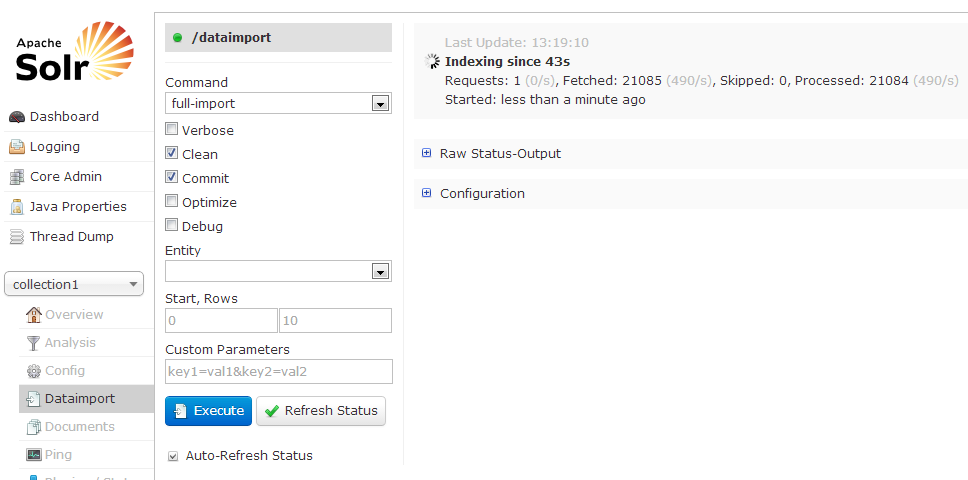 Apache
Solr
Dashboard
Logging
Core Admin
Java Properties
Thread Dump
collection1
Overview
Analysis
Config
Dataimport
Documents
Ping
/dataimport
Command
full-import
Verbose
Clean
Commit
Optimize
Debug
Entity
Start, Rows
0 10
Custom Parameters
key1=val1&key2=val2
Execute Refresh Status
Auto-Refresh Status
Last Update: 13:19:10
Indexing since 43s
Requests: 1 (0/s), Fetched: 21085 (490/s), Skipped: 0, Processed: 21084 (490/s)
Started: less than a minute ago
Raw Status-Output
Configuration